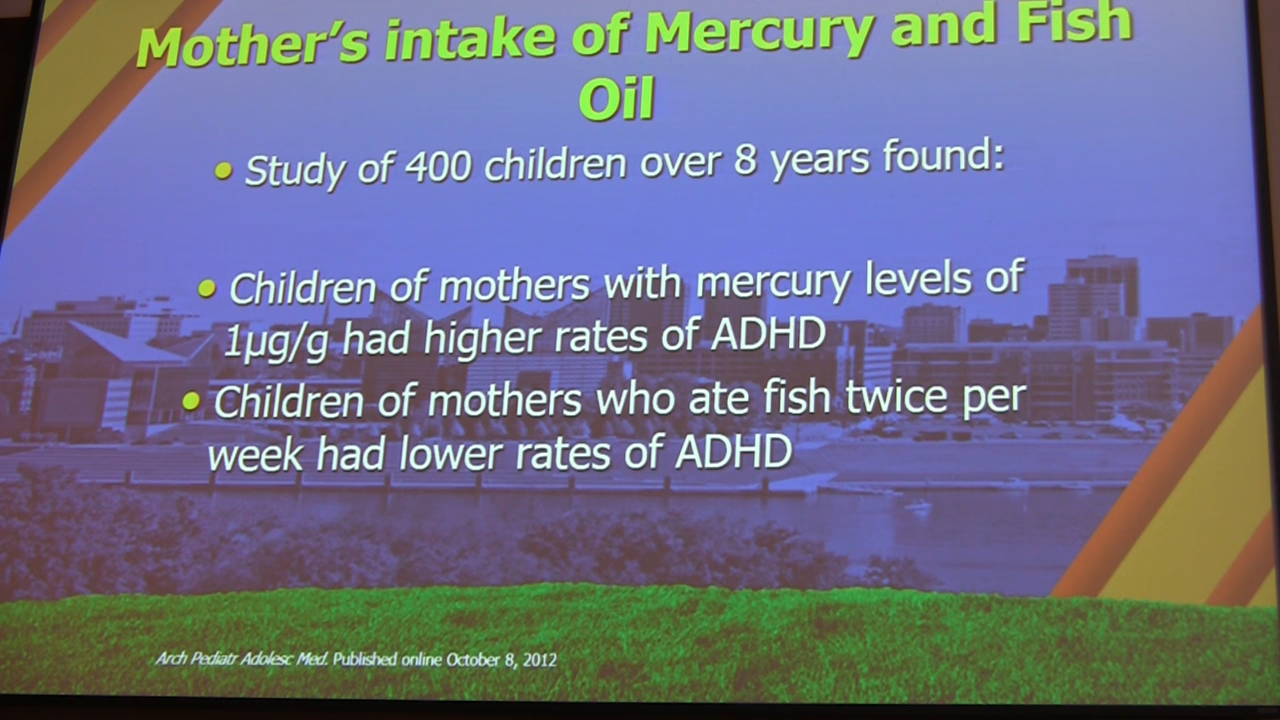 Mother's intake of Mercury and Fish
Oil
• Study of 400 children over 8 years found:
• Children of mothers with mercury levels of
1µg/g had higher rates of ADHD
• Children of mothers who ate fish twice per
week had lower rates of ADHD
Arch Pediatr Adolesc Med. Published online October 8, 2012